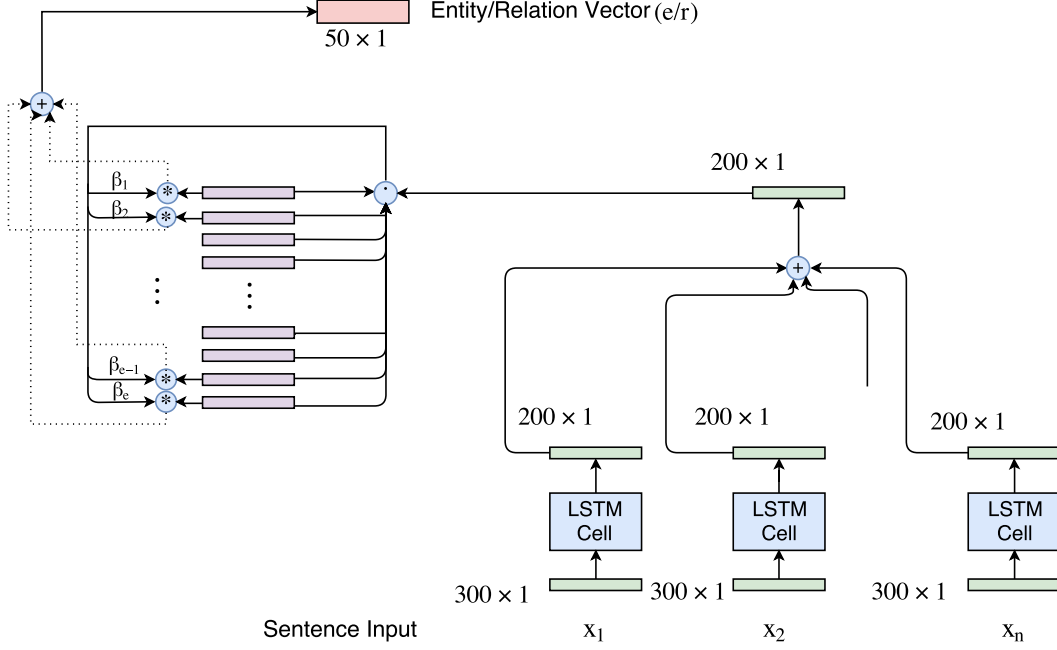 Entity/Relation Vector (e/r)
50 × 1
+
200 × 1
β1
*
·
β2
*
+
βe−1
*
βe
*
200 × 1
200 × 1
200 × 1
LSTM
Cell
LSTM
Cell
LSTM
Cell
300 × 1
300 × 1
300 × 1
Sentence Input
x1
x2
xn